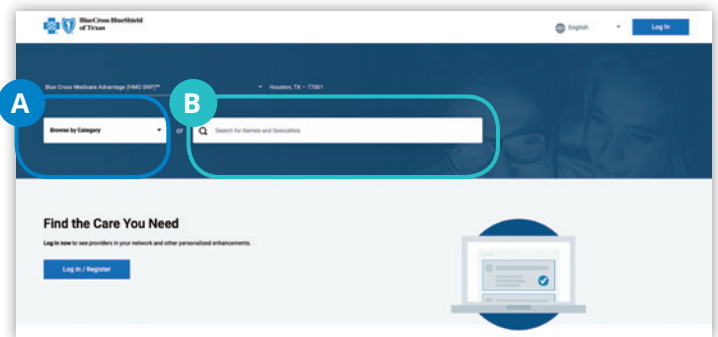 BlueCross BlueShield
of Texas
English
Log In
Blue Cross Medicare Advantage (HMO SNP)℠
Houston, TX – 77001
A
B
Browse by Category
or
Search for Names and Specialties
Find the Care You Need
Log in now to see providers in your network and other personalized enhancements.
Log In / Register